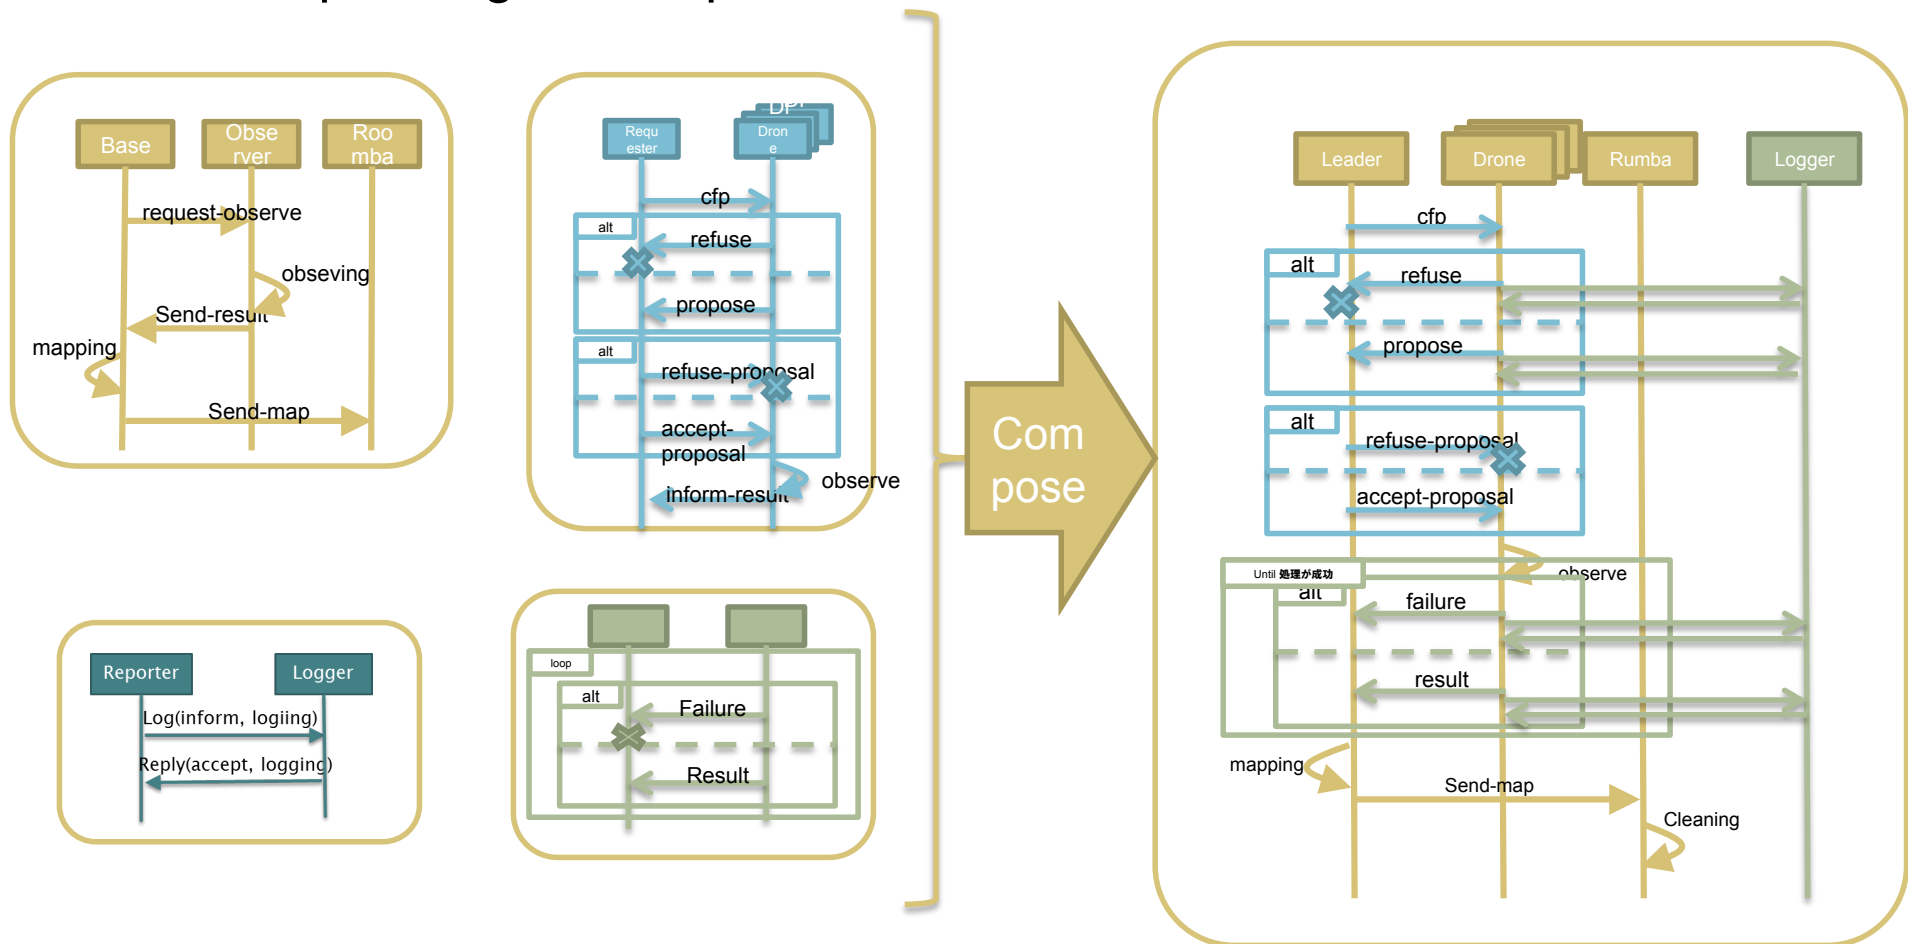 Base
Obse
rver
Roo
mba
request-observe
obseving
Send-result
mapping
Send-map
Requ
ester
Dron
e
cfp
alt
refuse
propose
alt
refuse-proposal
accept-
proposal
observe
inform-result
Reporter
Logger
Log(inform, logiing)
Reply(accept, logging)
loop
alt
Failure
Result
Com
pose
Leader
Drone
Rumba
Logger
cfp
alt
refuse
propose
alt
refuse-proposal
accept-proposal
observe
Until 処理が成功
alt
failure
result
mapping
Send-map
Cleaning